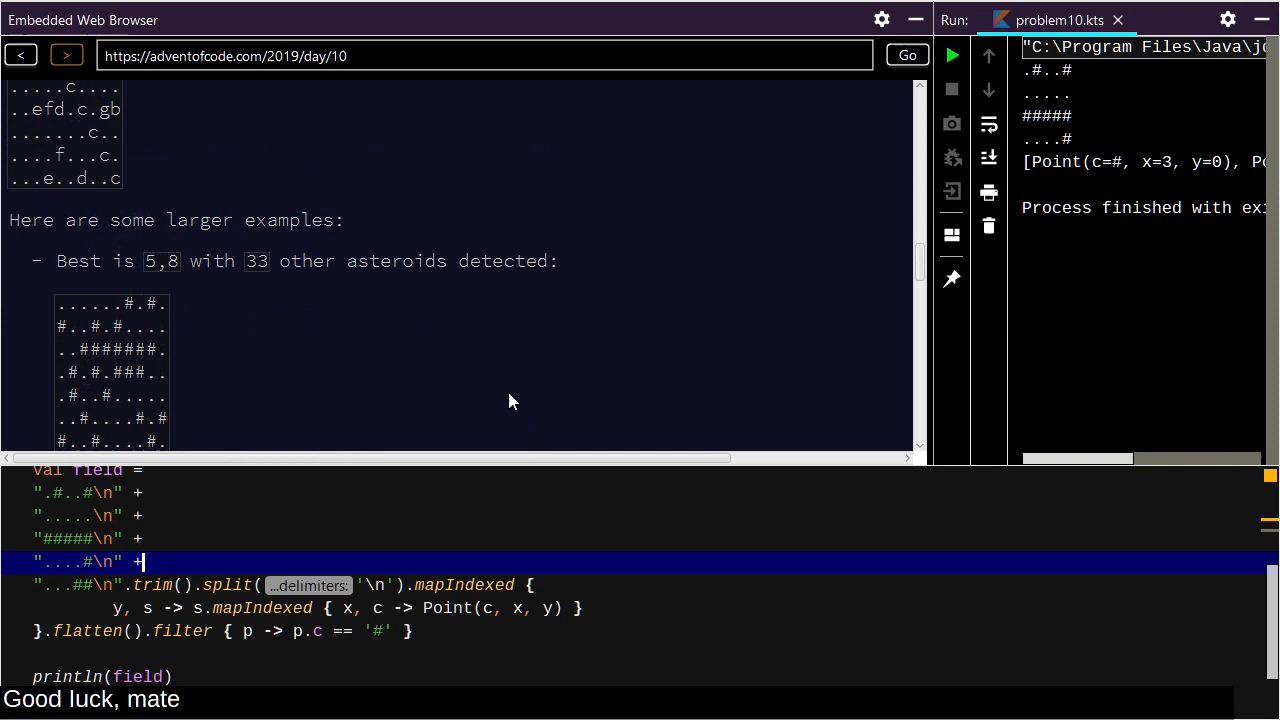 Embedded Web Browser
<
>
https://adventofcode.com/2019/day/10
Go
.....c....
..efd.c.gb
.......c..
....f...c.
...e..d..c
Here are some larger examples:
- Best is 5,8 with 33 other asteroids detected:
......#.#.
#..#.#....
..#######.
.#.#.###..
.#..#.....
..#....#.#
#..#....#.
Run:
problem10.kts
"C:\Program Files\Java\j
.#..#
.....
#####
....#
[Point(c=#, x=3, y=0), Po
Process finished with exi
val field =
".#..#\n" +
".....\n" +
"#####\n" +
"....#\n" +
"...##\n".trim().split( ...delimiters: '\n').mapIndexed {
y, s -> s.mapIndexed { x, c -> Point(c, x, y) }
}.flatten().filter { p -> p.c == '#' }
println(field)
Good luck, mate